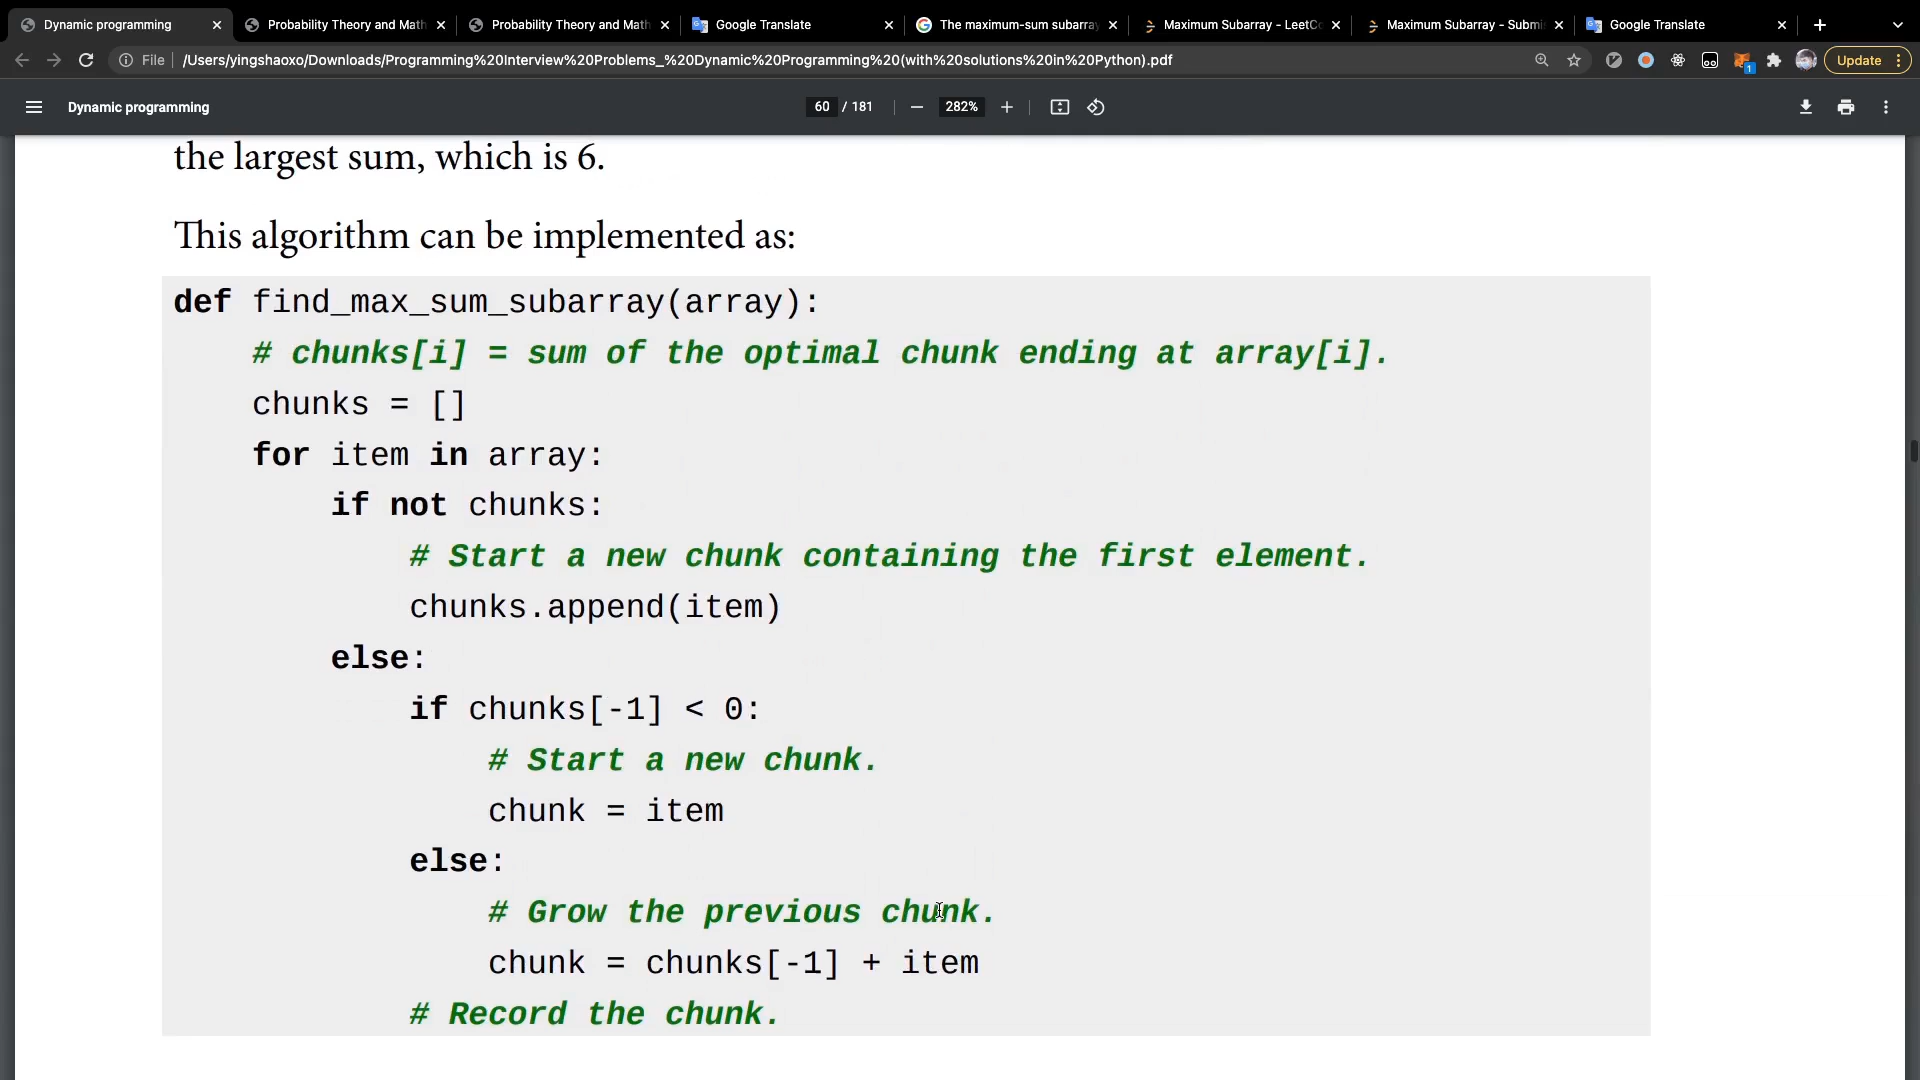 Dynamic programming
Probability Theory and Math
Probability Theory and Math
Google Translate
The maximum-sum subarray
Maximum Subarray - LeetCo
Maximum Subarray - Submis
Google Translate
File
/Users/yingshaoxo/Downloads/Programming%20Interview%20Problems_%20Dynamic%20Programming%20(with%20solutions%20in%20Python).pdf
1
Update
Dynamic programming
60 / 181
282%
the largest sum, which is 6.
This algorithm can be implemented as:
def find_max_sum_subarray(array):
# chunks[i] = sum of the optimal chunk ending at array[i].
chunks = []
for item in array:
if not chunks:
# Start a new chunk containing the first element.
chunks.append(item)
else:
if chunks[-1] < 0:
# Start a new chunk.
chunk = item
else:
# Grow the previous chunk.
chunk = chunks[-1] + item
# Record the chunk.